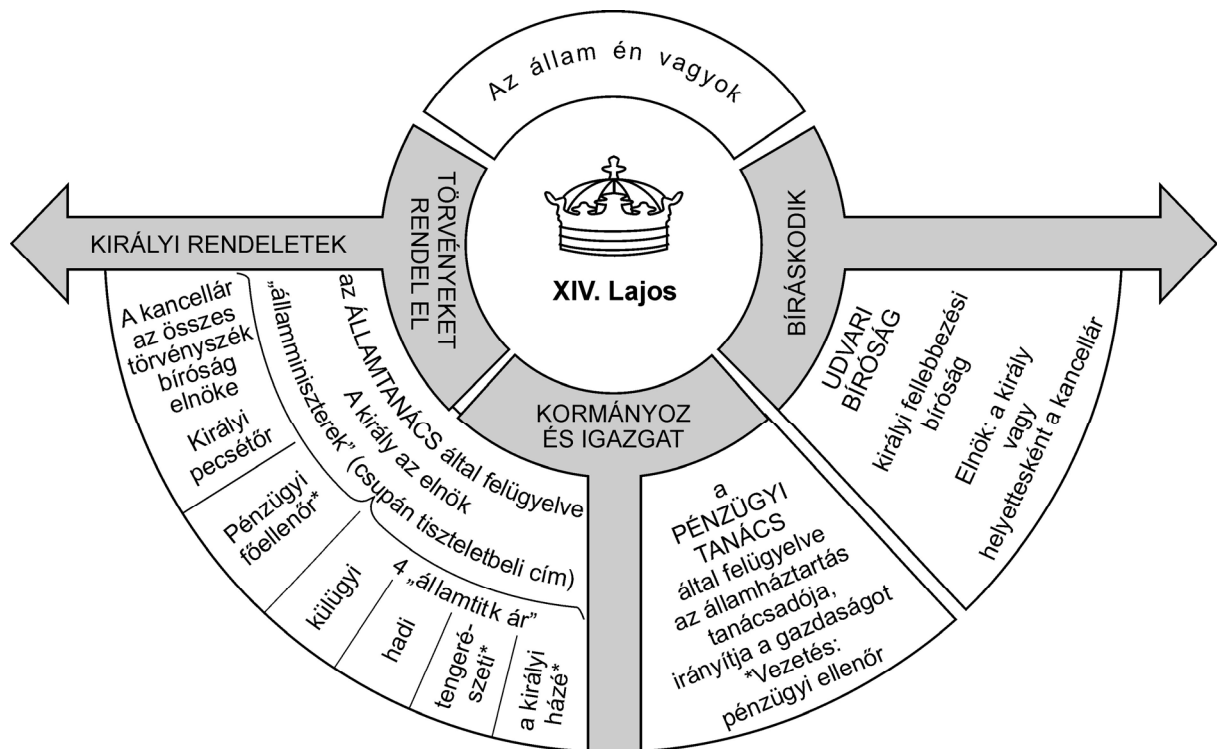 Az állam én vagyok
XIV. Lajos
TÖRVÉNYEKET
RENDEL EL
BÍRÁSKODIK
KORMÁNYOZ
ÉS IGAZGAT
KIRÁLYI RENDELETEK
A kancellár
az összes
törvényszék
bíróság
elnöke
Királyi
pecsétőr
Pénzügyi
főellenőr*
„államminiszterek” (csupán tiszteletbeli cím)
az ÁLLAMTANÁCS által felügyelve
A király az elnök
4 „államtitk ár”
külügyi
hadi
tengeré-
szeti*
a királyi
házé*
a
PÉNZÜGYI
TANÁCS
által felügyelve
az államháztartás
tanácsadója,
irányítja a gazdaságot
*Vezetés:
pénzügyi ellenőr
UDVARI
BÍRÓSÁG
királyi fellebbezési
bíróság
Elnök: a király
vagy
helyettesként a kancellár